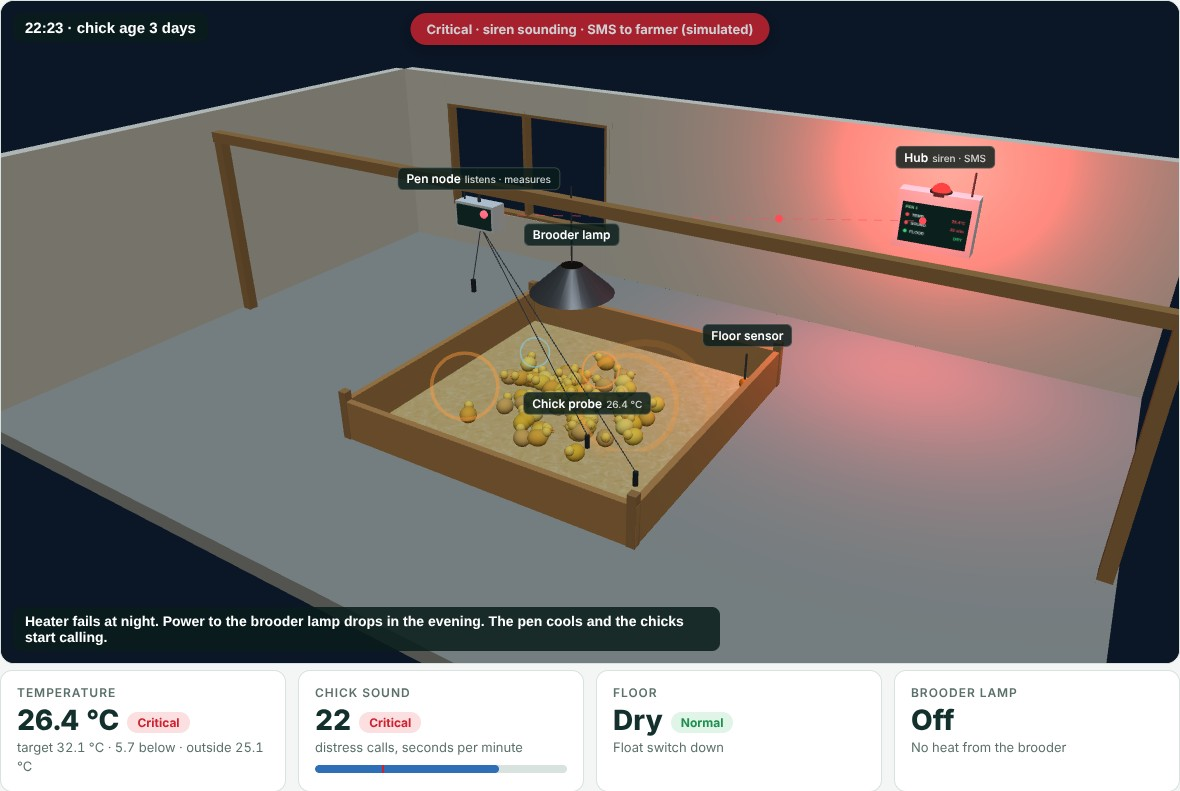 22:23 · chick age 3 days
Critical · siren sounding · SMS to farmer (simulated)
Hub siren · SMS
Pen node listens · measures
Brooder lamp
FLOOR
DRY
Floor sensor
Chick probe 26.4 °C
Heater fails at night. Power to the brooder lamp drops in the evening. The pen cools and the chicks
start calling.
TEMPERATURE
26.4 °C Critical
target 32.1 °C · 5.7 below · outside 25.1
°C
CHICK SOUND
22 Critical
distress calls, seconds per minute
FLOOR
Dry Normal
Float switch down
BROODER LAMP
Off
No heat from the brooder